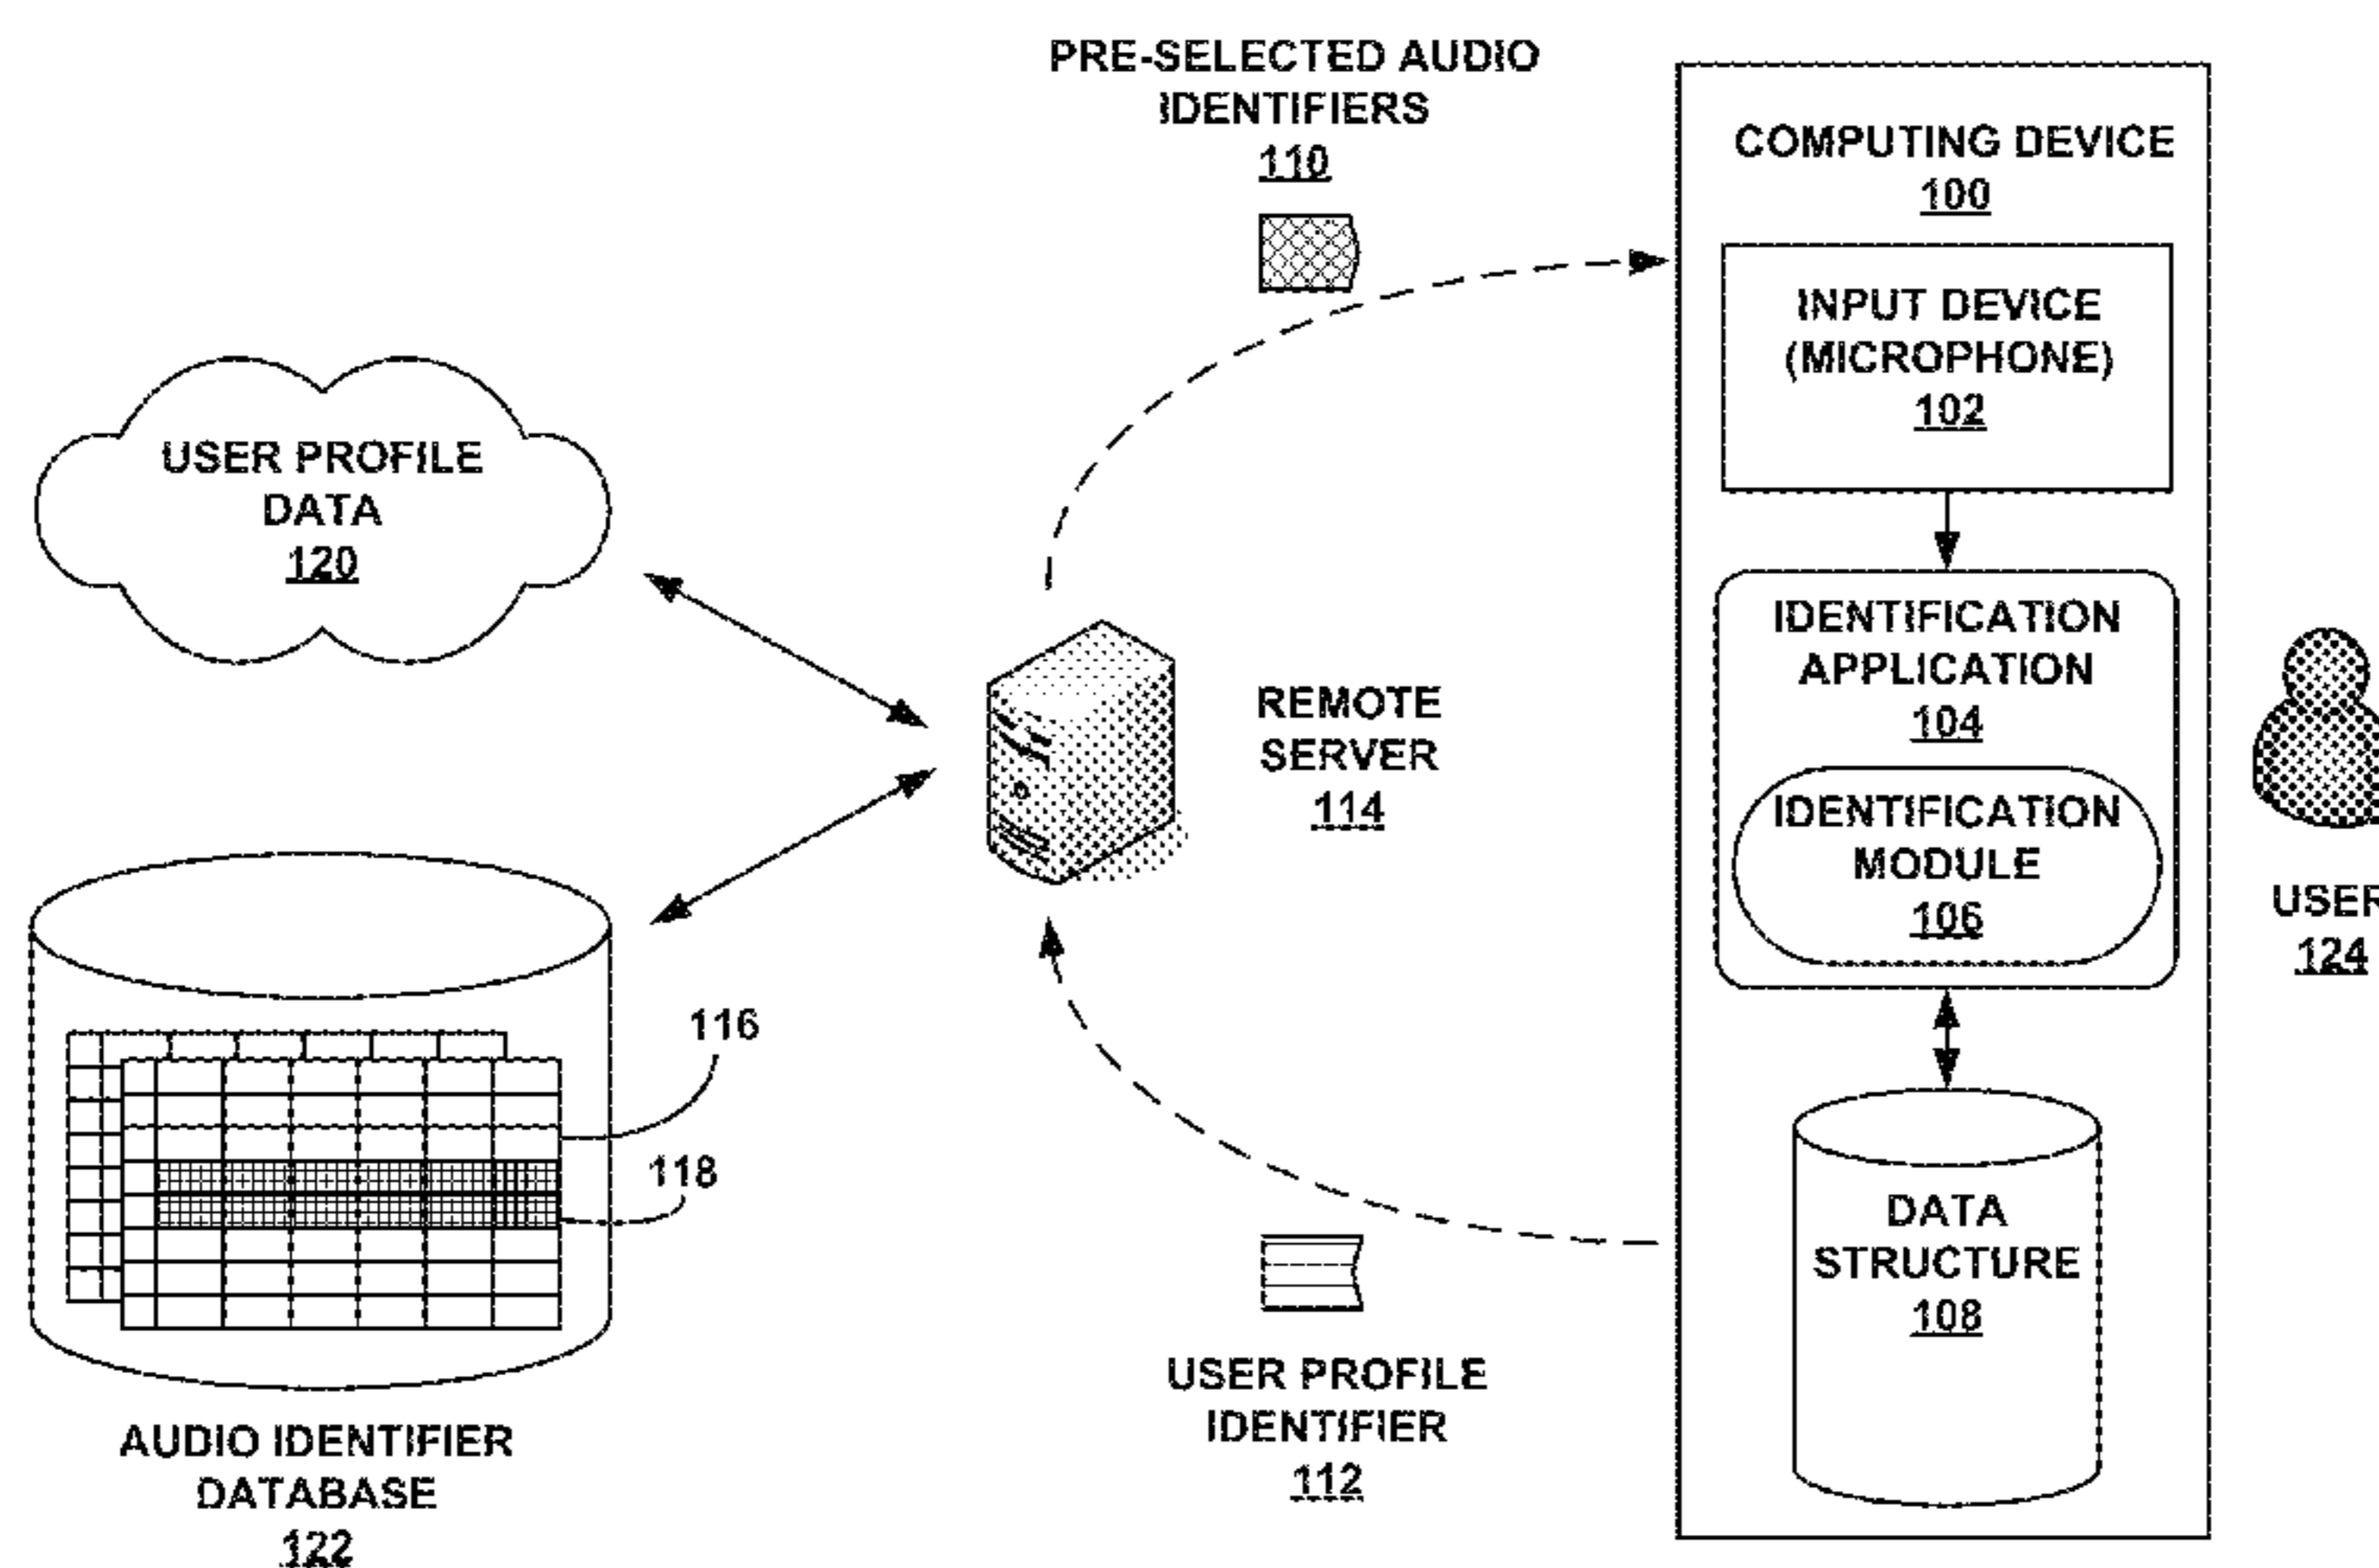 PRE-SELECTED AUDIO
IDENTIFIERS
110
COMPUTING DEVICE
100
INPUT DEVICE
(MICROPHONE)
102
USER PROFILE
DATA
120
IDENTIFICATION
APPLICATION
104
REMOTE
SERVER
114
IDENTIFICATION
MODULE
106
USER
124
116
118
DATA
STRUCTURE
108
USER PROFILE
IDENTIFIER
112
AUDIO IDENTIFIER
DATABASE
122